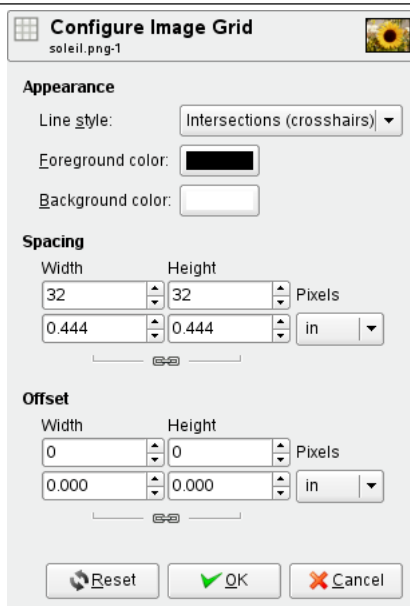 Configure Image Grid
soleil.png-1
Appearance
Line style: Intersections (crosshairs)
Foreground color:
Background color:
Spacing
Width Height
32 32 Pixels
0.444 0.444 in
Offset
Width Height
0 0 Pixels
0.000 0.000 in
Reset OK Cancel